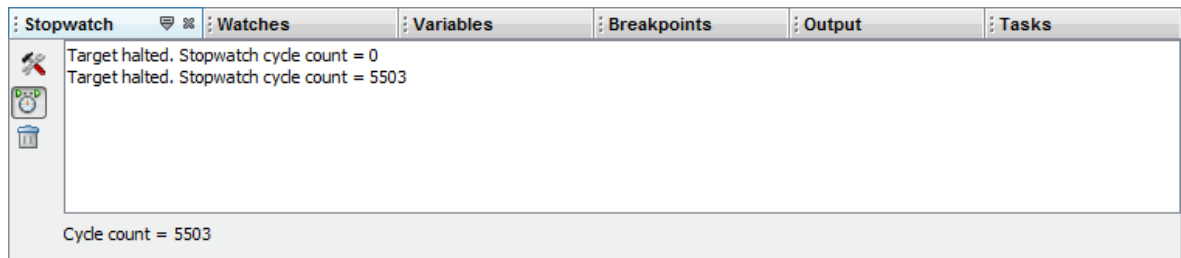 Stopwatch Watches Variables Breakpoints Output Tasks
Target halted. Stopwatch cycle count = 0
Target halted. Stopwatch cycle count = 5503
Cycle count = 5503